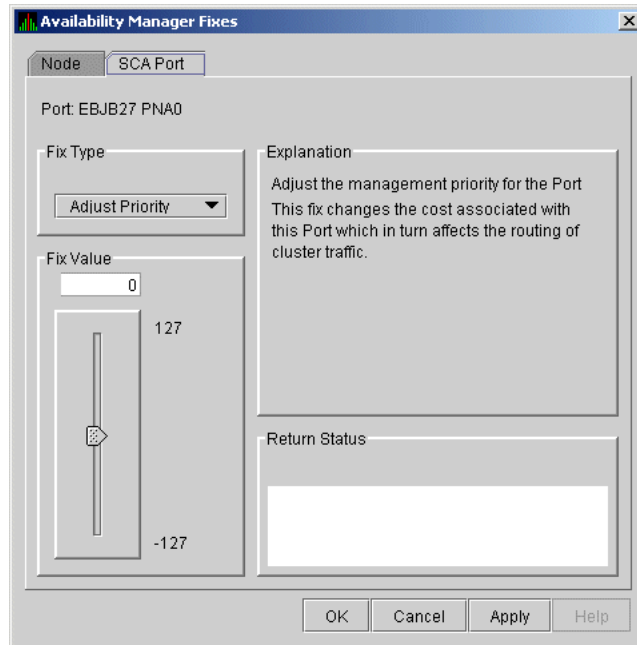 Availability Manager Fixes
Node
SCA Port
Port: EBJB27 PNA0
Fix Type
Adjust Priority
Fix Value
0
127
-127
Explanation
Adjust the management priority for the Port
This fix changes the cost associated with
this Port which in turn affects the routing of
cluster traffic.
Return Status
OK
Cancel
Apply
Help